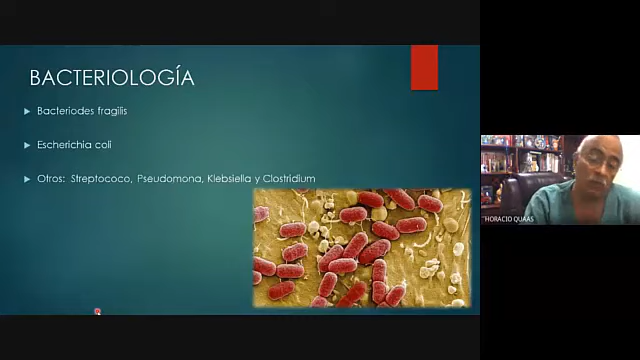 BACTERIOLOGÍA
Bacteriodes fragilis
Escherichia coli
Otros: Streptococo, Pseudomona, Klebsiella y Clostridium
HORACIO QUAAS